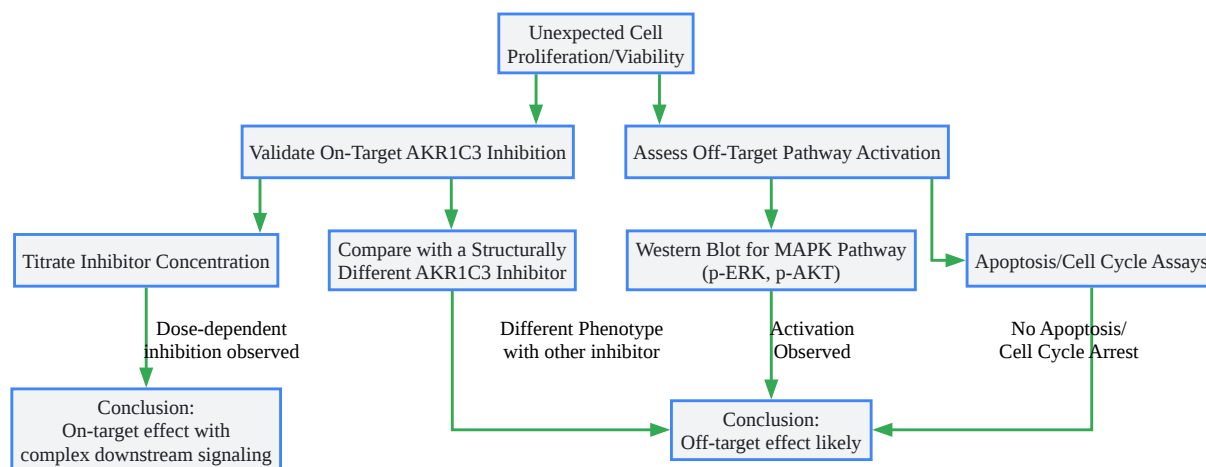 Unexpected Cell
Proliferation/Viability
Validate On-Target AKR1C3 Inhibition
Assess Off-Target Pathway Activation
Titrate Inhibitor Concentration
Compare with a Structurally
Different AKR1C3 Inhibitor
Western Blot for MAPK Pathway
(p-ERK, p-AKT)
Apoptosis/Cell Cycle Assays
Dose-dependent
inhibition observed
Different Phenotype
with other inhibitor
Activation
Observed
No Apoptosis/
Cell Cycle Arrest
Conclusion:
On-target effect with
complex downstream signaling
Conclusion:
Off-target effect likely